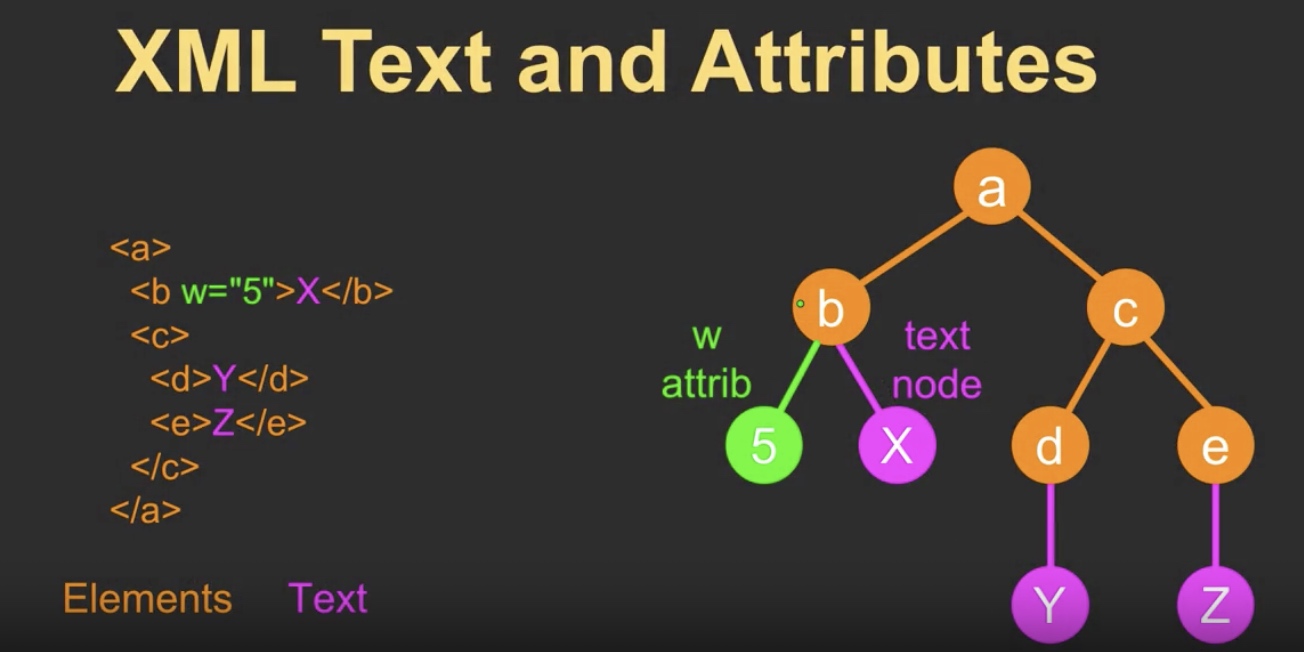 XML Text and Attributes
<a>
<b w="5">X</b>
<c>
<d>Y</d>
<e>Z</e>
</c>
</a>
Elements Text
a
b c
w attrib
text node
5 X d e
Y Z